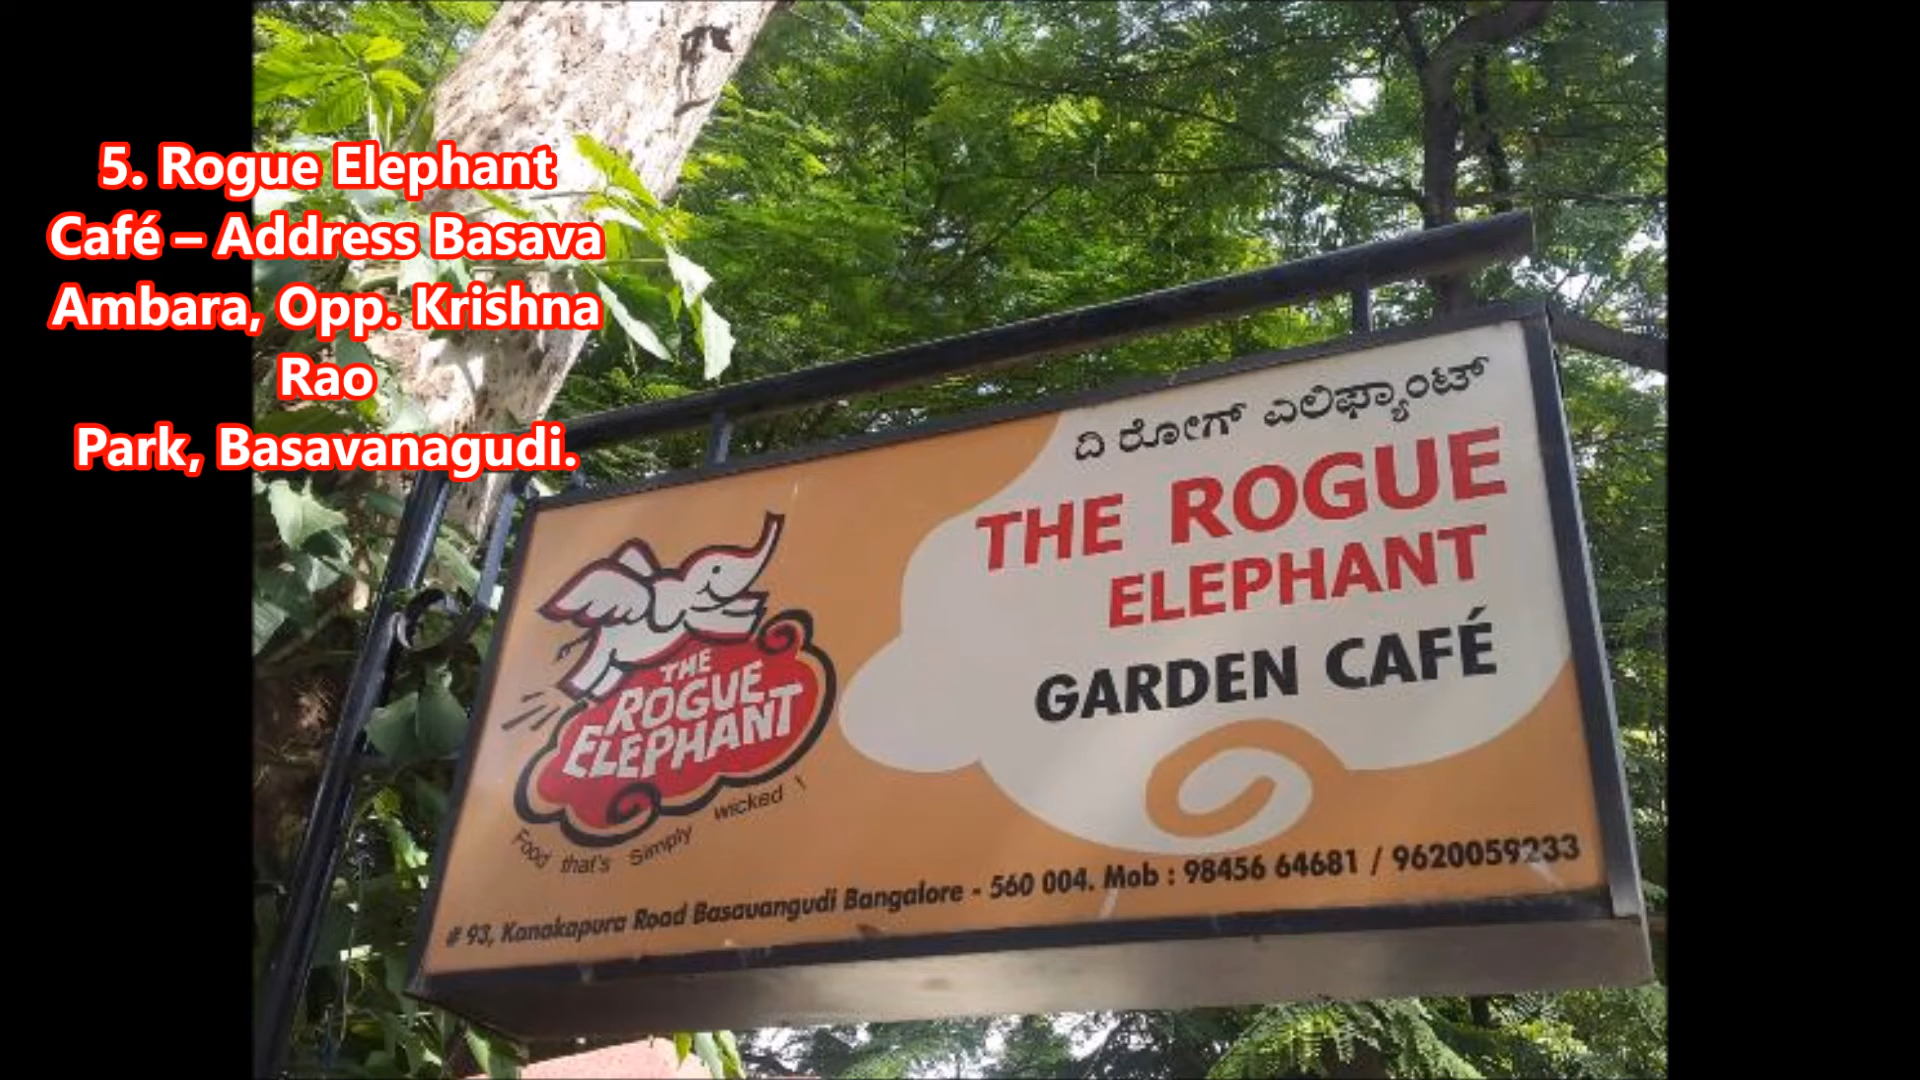 5. Rogue Elephant
Café – Address Basava
Ambara, Opp. Krishna
Rao
Park, Basavanagudi.
ದಿ ರೋಗ್ ಎಲಿಫ್ಯಾಂಟ್
THE ROGUE
ELEPHANT
GARDEN CAFÉ
THE
ROGUE
ELEPHANT
Food that's Simply wicked
# 93, Kanakapura Road Basavangudi Bangalore - 560 004. Mob : 98456 64681 / 9620059233